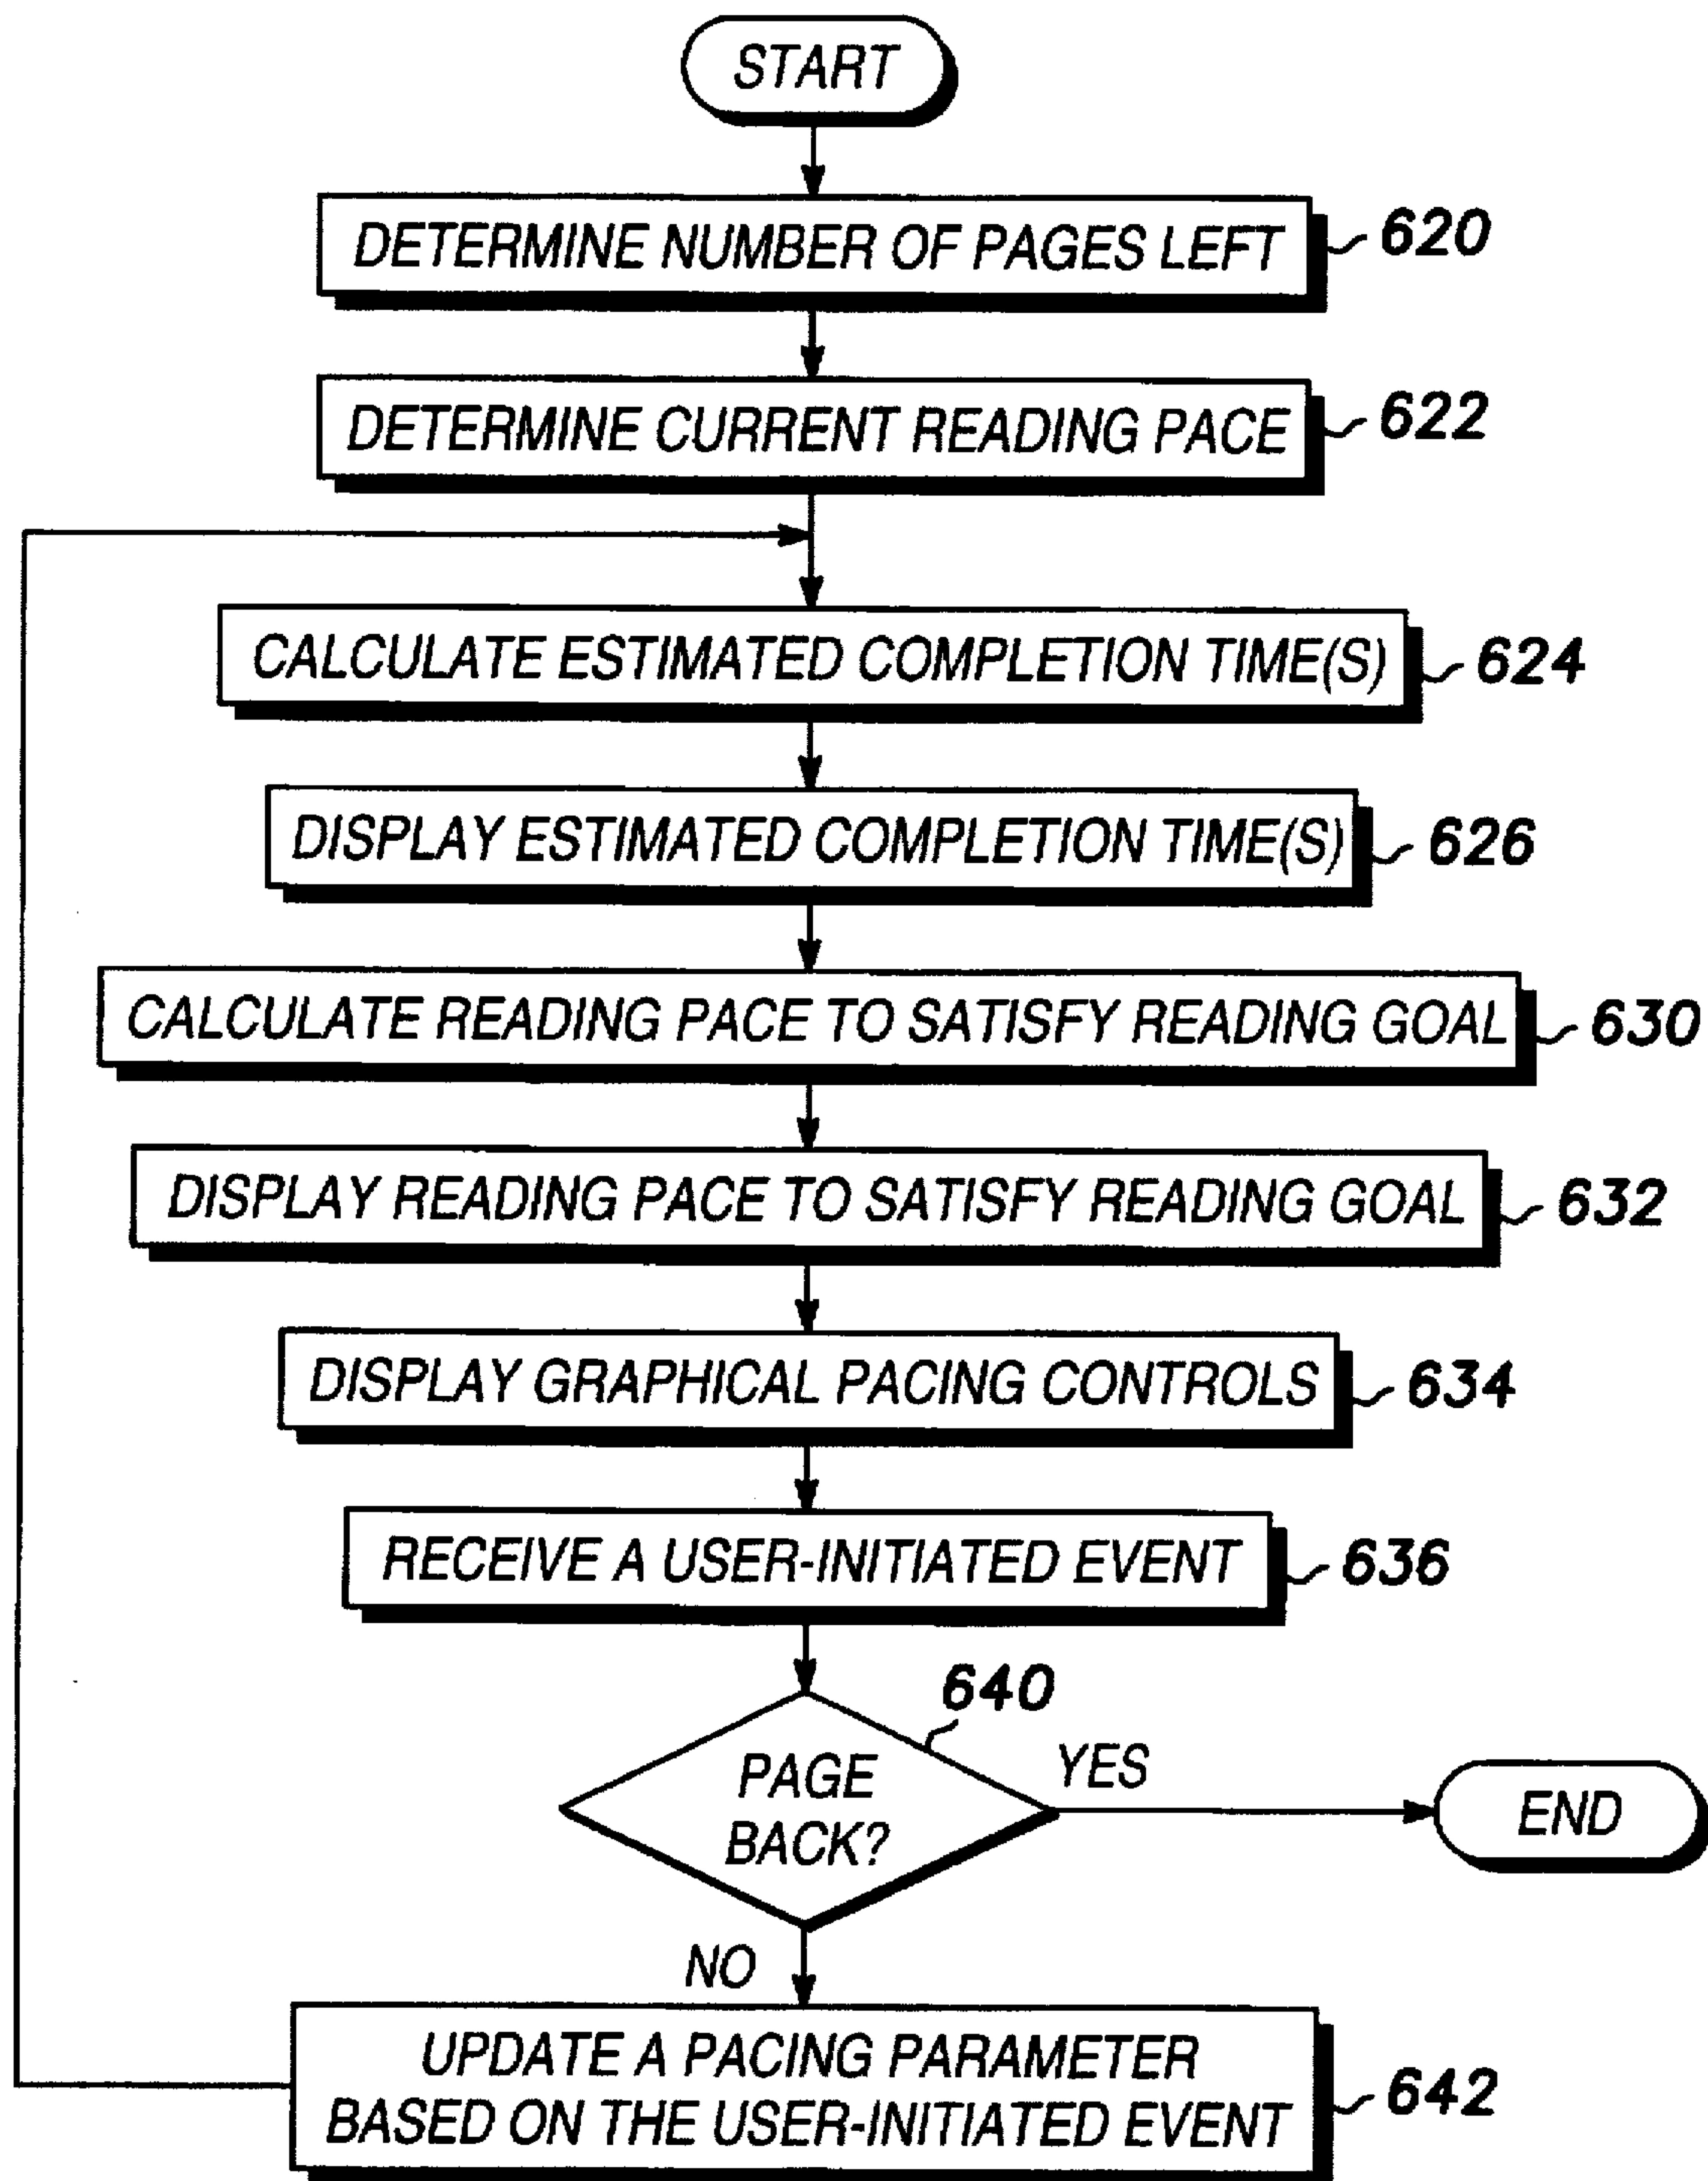 START
DETERMINE NUMBER OF PAGES LEFT 620
DETERMINE CURRENT READING PACE 622
CALCULATE ESTIMATED COMPLETION TIME(S) 624
DISPLAY ESTIMATED COMPLETION TIME(S) 626
CALCULATE READING PACE TO SATISFY READING GOAL 630
DISPLAY READING PACE TO SATISFY READING GOAL 632
DISPLAY GRAPHICAL PACING CONTROLS 634
RECEIVE A USER-INITIATED EVENT 636
640
PAGE
BACK?
YES
END
NO
UPDATE A PACING PARAMETER
BASED ON THE USER-INITIATED EVENT
642